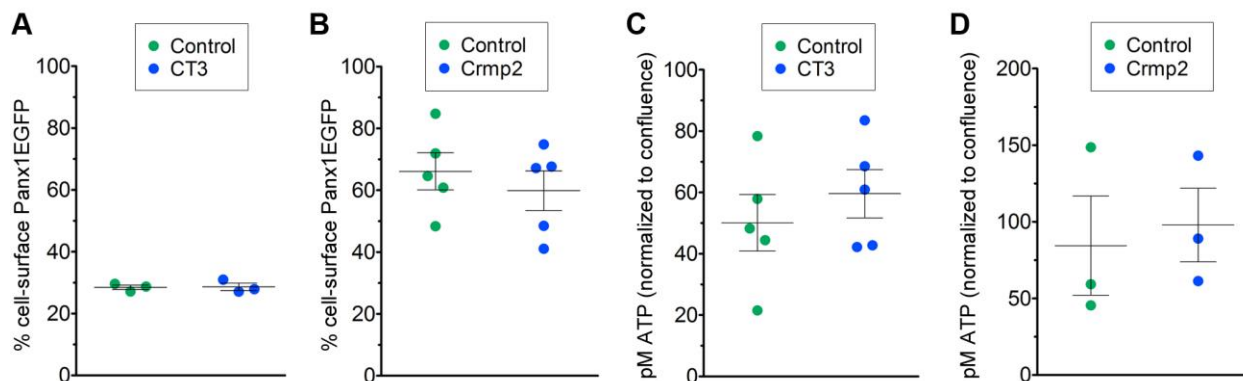 A
Control
CT3
% cell-surface Panx1EGFP
100
80
60
40
20
0
B
Control
Crmp2
% cell-surface Panx1EGFP
100
80
60
40
20
0
C
Control
CT3
pM ATP (normalized to confluence)
100
80
60
40
20
0
D
Control
Crmp2
pM ATP (normalized to confluence)
200
150
100
50
0